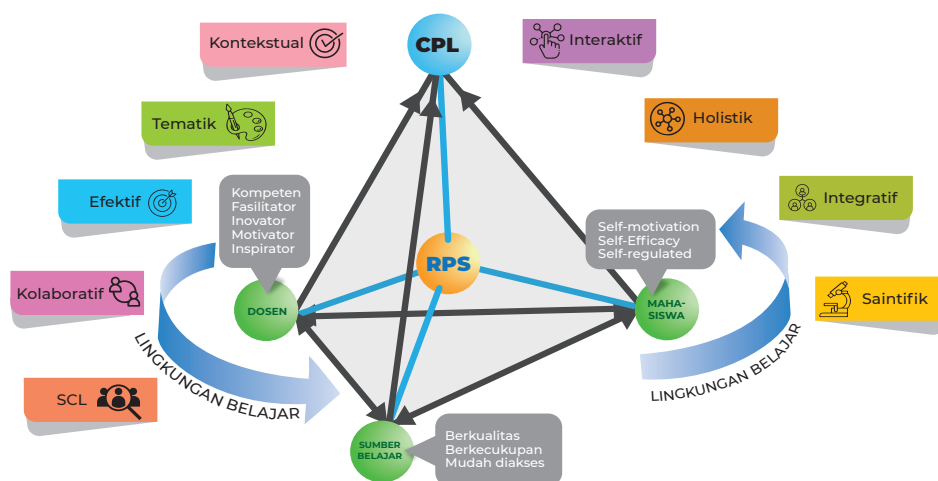 Kontekstual
CPL
Interaktif
Tematik
Holistik
Efektif
Kompeten
Fasilitator
Inovator
Motivator
Inspirator
Self-motivation
Self-Efficacy
Self-regulated
Integratif
RPS
Kolaboratif
DOSEN
MAHA-
SISWA
Saintifik
LINGKUNGAN BELAJAR
LINGKUNGAN BELAJAR
SCL
SUMBER
BELAJAR
Berkualitas
Berkecukupan
Mudah diakses